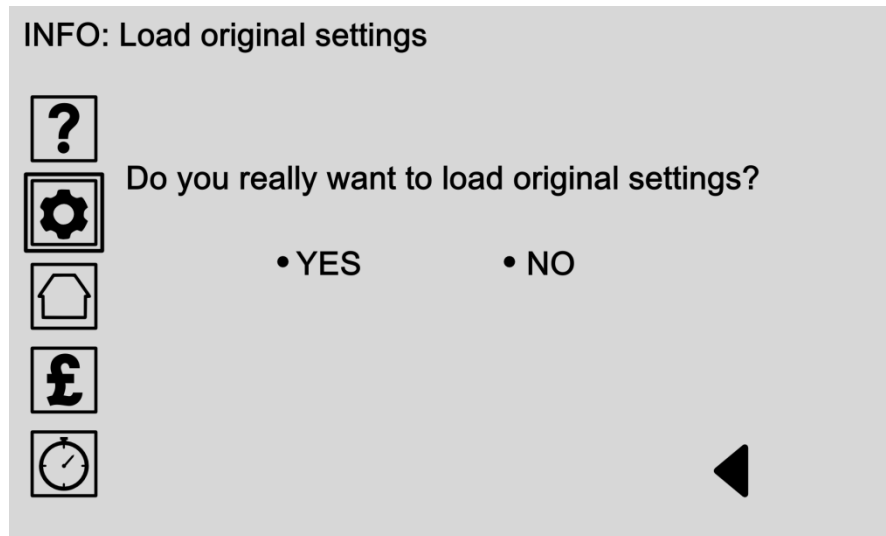 INFO: Load original settings
?
Do you really want to load original settings?
• YES • NO
£